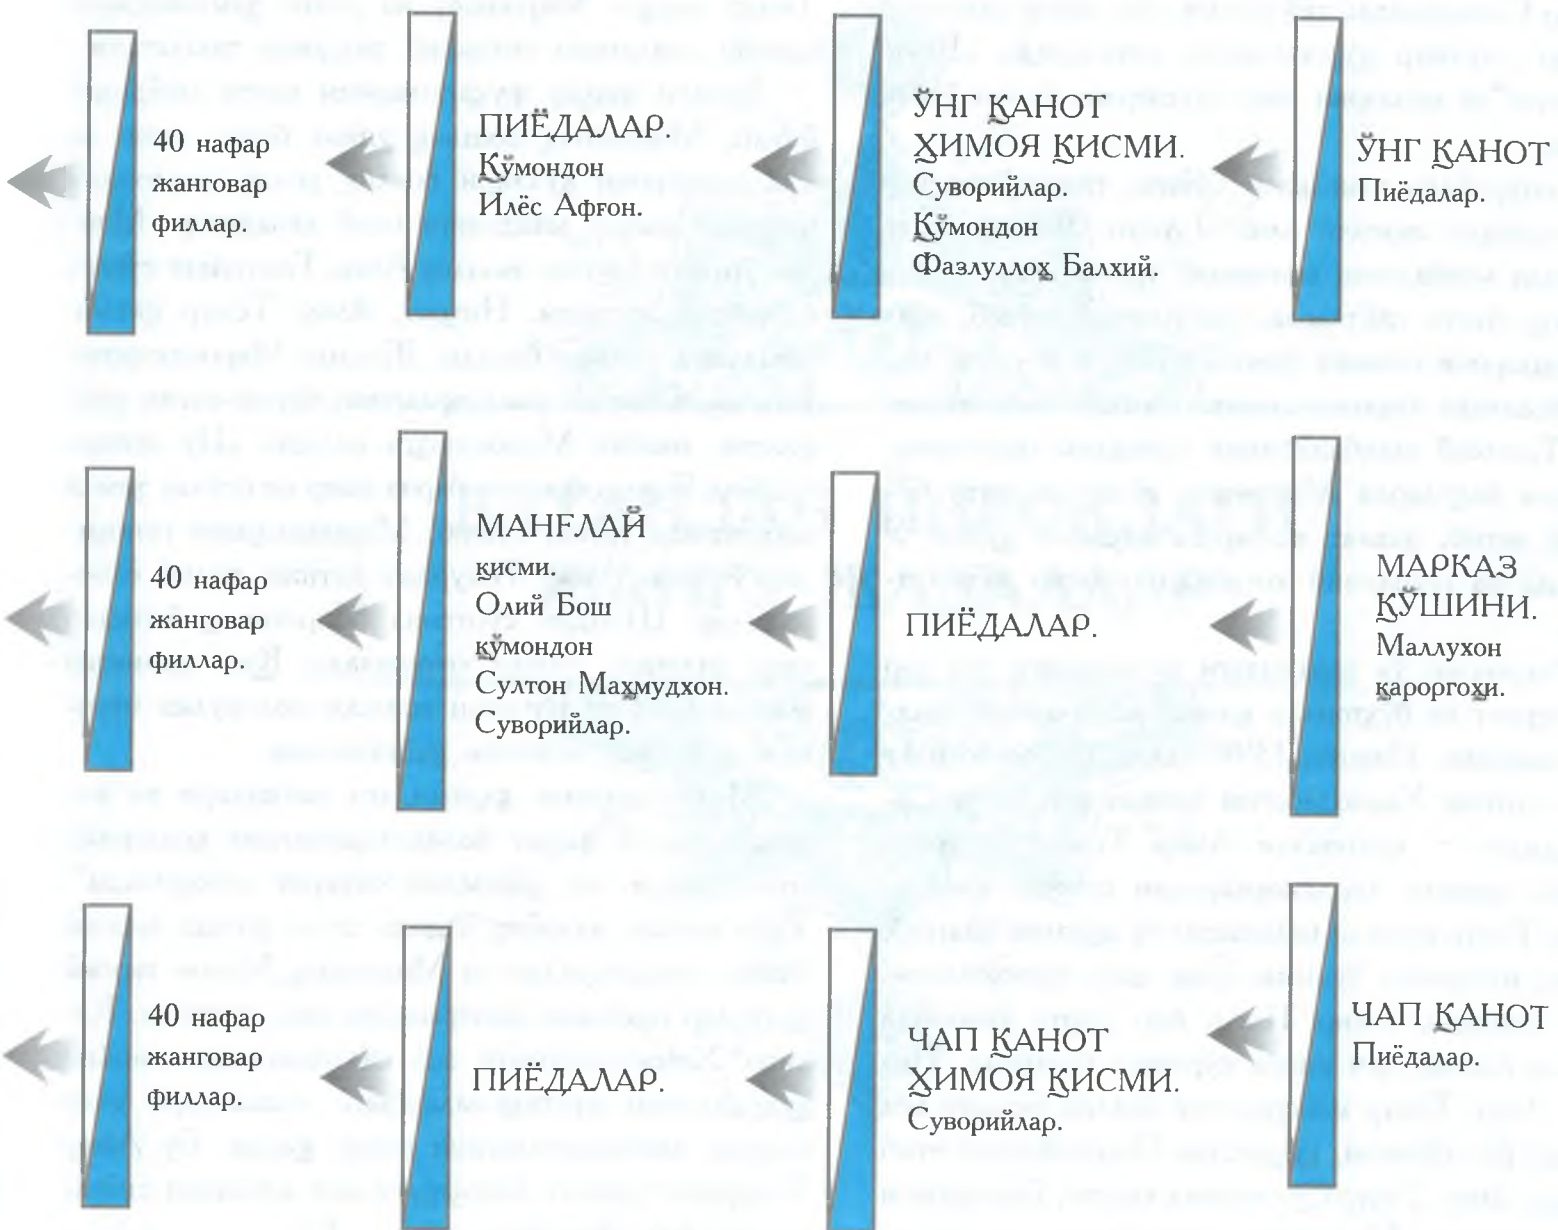 40 нафар
жанговар
филлар.
ПИЁДАЛАР.
Қўмондон
Илёс Афғон.
ЎНГ ҚАНОТ
ҲИМОЯ ҚИСМИ.
Суворийлар.
Қўмондон
Фазлуллоҳ Балхий.
ЎНГ ҚАНОТ
Пиёдалар.
40 нафар
жанговар
филлар.
МАНҒЛАЙ
қисми.
Олий Бош
қўмондон
Султон Маҳмудхон.
Суворийлар.
ПИЁДАЛАР.
МАРКАЗ
ҚЎШИНИ.
Маллухон
қароргоҳи.
40 нафар
жанговар
филлар.
ПИЁДАЛАР.
ЧАП ҚАНОТ
ҲИМОЯ ҚИСМИ.
Суворийлар.
ЧАП ҚАНОТ
Пиёдалар.